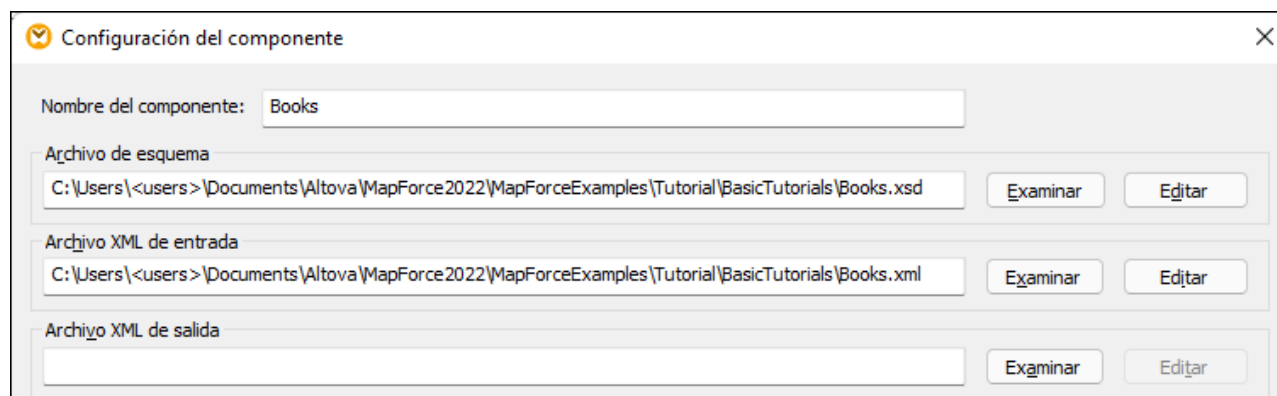 Configuración del componente
Nombre del componente: Books
Archivo de esquema
C:\Users\<users>\Documents\Altova\MapForce2022\MapForceExamples\Tutorial\BasicTutorials\Books.xsd Examinar Editar
Archivo XML de entrada
C:\Users\<users>\Documents\Altova\MapForce2022\MapForceExamples\Tutorial\BasicTutorials\Books.xml Examinar Editar
Archivo XML de salida
Examinar Editar